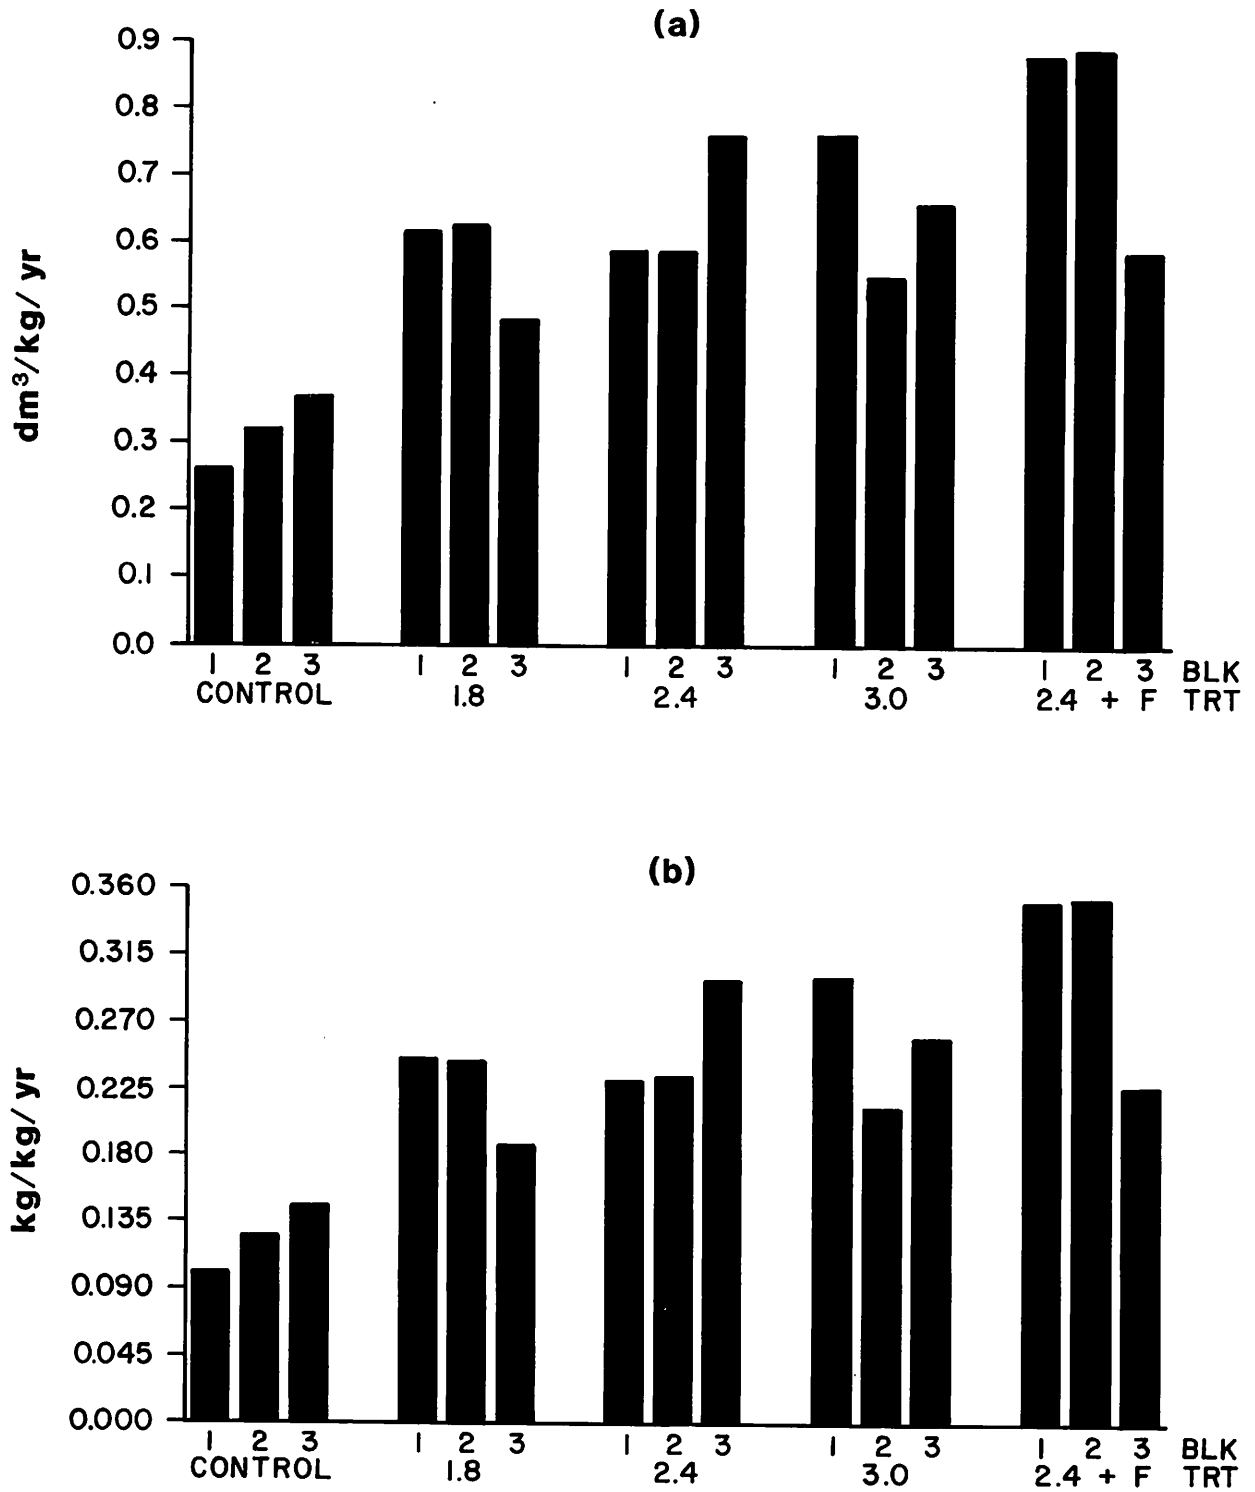 (a)
dm³/kg/yr
0.9
0.8
0.7
0.6
0.5
0.4
0.3
0.2
0.1
0.0
1 2 3 1 2 3 1 2 3 1 2 3 1 2 3 BLK
CONTROL 1.8 2.4 3.0 2.4 + F TRT
(b)
kg/kg/yr
0.360
0.315
0.270
0.225
0.180
0.135
0.090
0.045
0.000
1 2 3 1 2 3 1 2 3 1 2 3 1 2 3 BLK
CONTROL 1.8 2.4 3.0 2.4 + F TRT